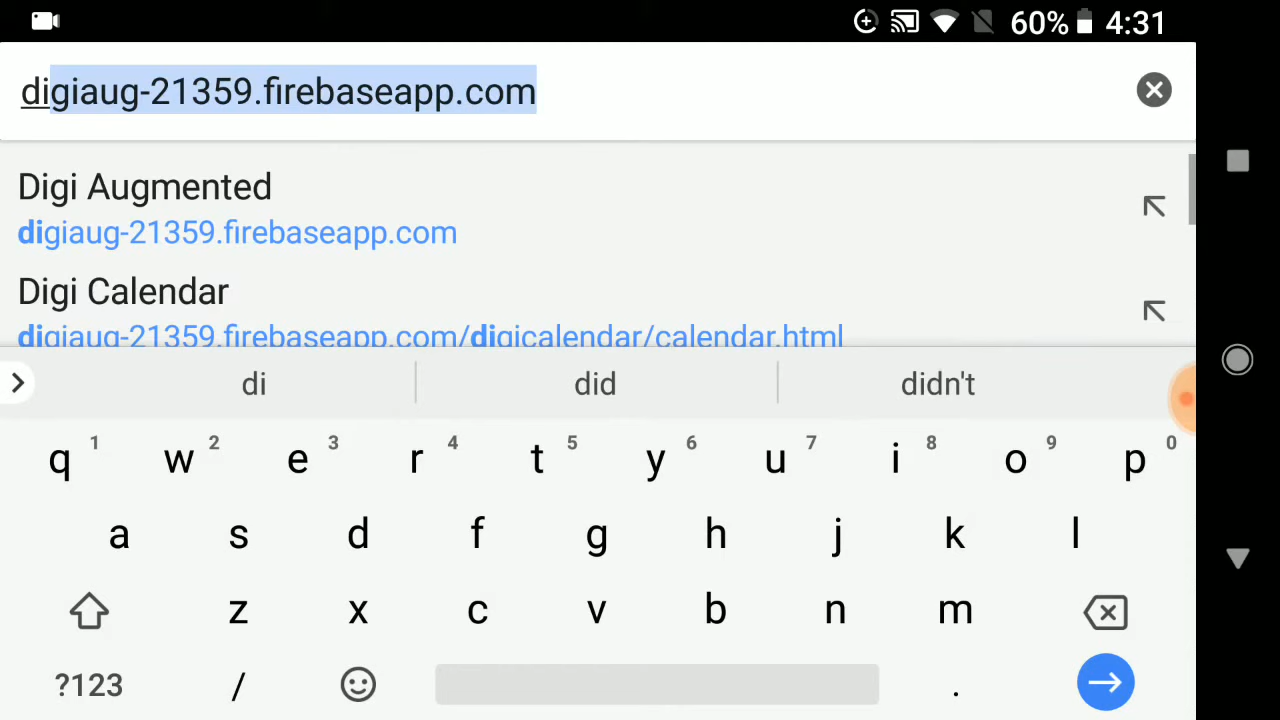 60% 4:31
digiaug-21359.firebaseapp.com
Digi Augmented
digiaug-21359.firebaseapp.com
Digi Calendar
digiaug-21359.firebaseapp.com/digicalendar/calendar.html
di did didn't
q 1 w 2 e 3 r 4 t 5 y 6 u 7 i 8 o 9 p 0
a s d f g h j k l
z x c v b n m
?123 / .